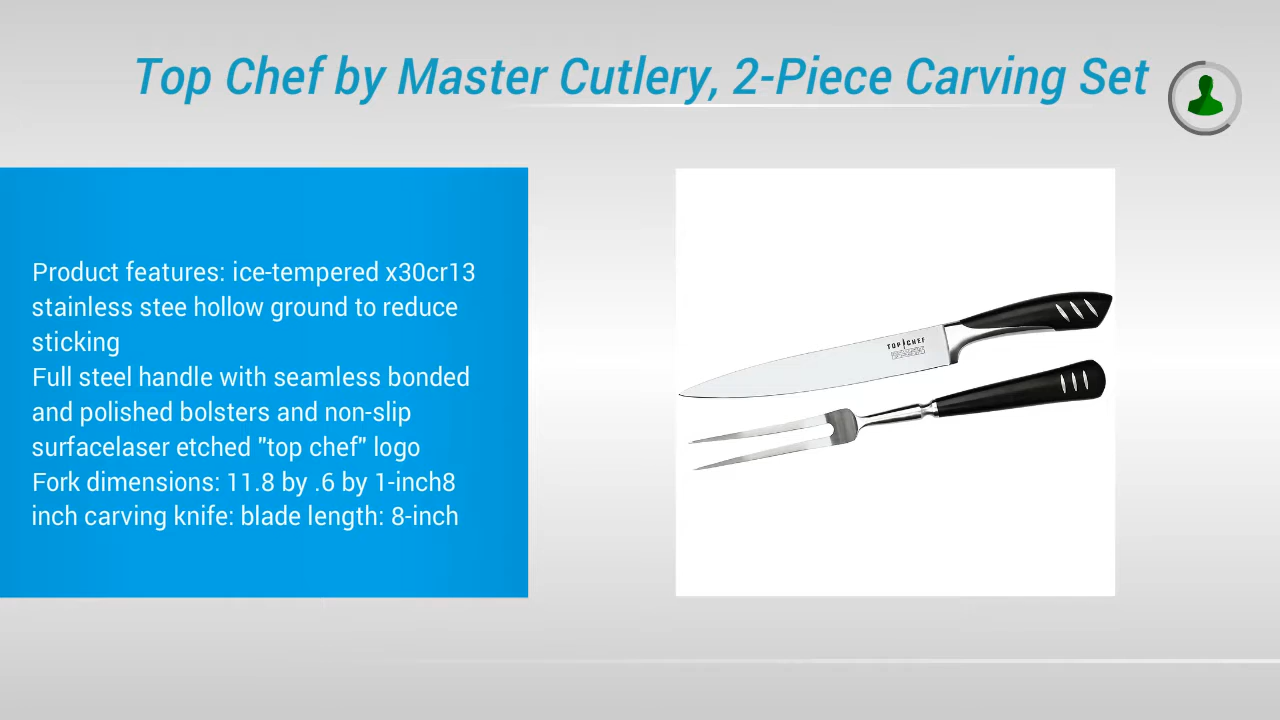 Top Chef by Master Cutlery, 2-Piece Carving Set
Product features: ice-tempered x30cr13
stainless stee hollow ground to reduce
sticking
Full steel handle with seamless bonded
and polished bolsters and non-slip
surfacelaser etched "top chef" logo
Fork dimensions: 11.8 by .6 by 1-inch8
inch carving knife: blade length: 8-inch
TOP CHEF